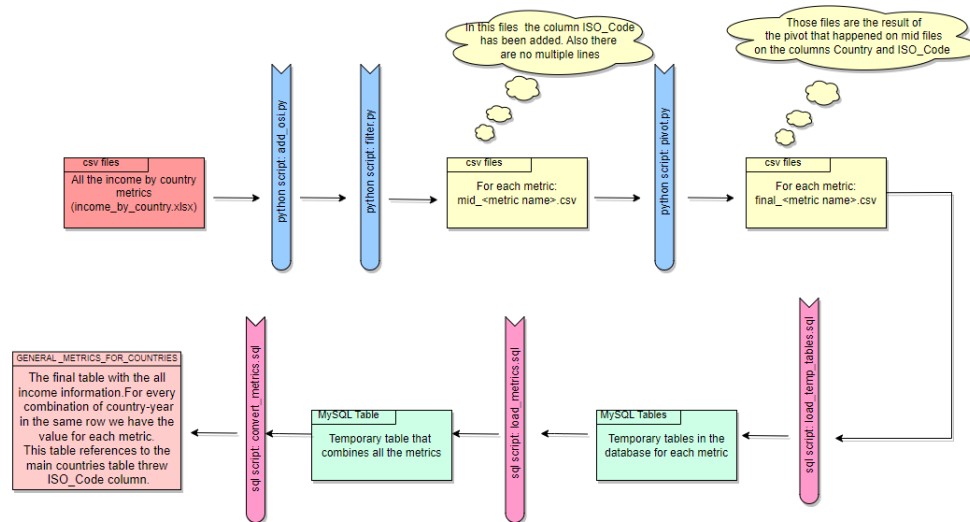 In this files the column ISO_Code
has been added. Also there
are no multiple lines
Those files are the result of
the pivot that happened on mid files
on the columns Country and ISO_Code
csv files
All the income by country
metrics
(income_by_country.xlsx)
python script: add_osi.py
python script: filter.py
csv files
For each metric:
mid_<metric name>.csv
python script: pivot.py
csv files
For each metric:
final_<metric name>.csv
GENERAL_METRICS_FOR_COUNTRIES
The final table with the all
income information.For every
combination of country-year
in the same row we have the
value for each metric.
This table references to the
main countries table threw
ISO_Code column.
sql script: convert_metrics.sql
MySQL Table
Temporary table that
combines all the metrics
sql script: load_metrics.sql
MySQL Tables
Temporary tables in the
database for each metric
sql script: load_temp_tables.sql